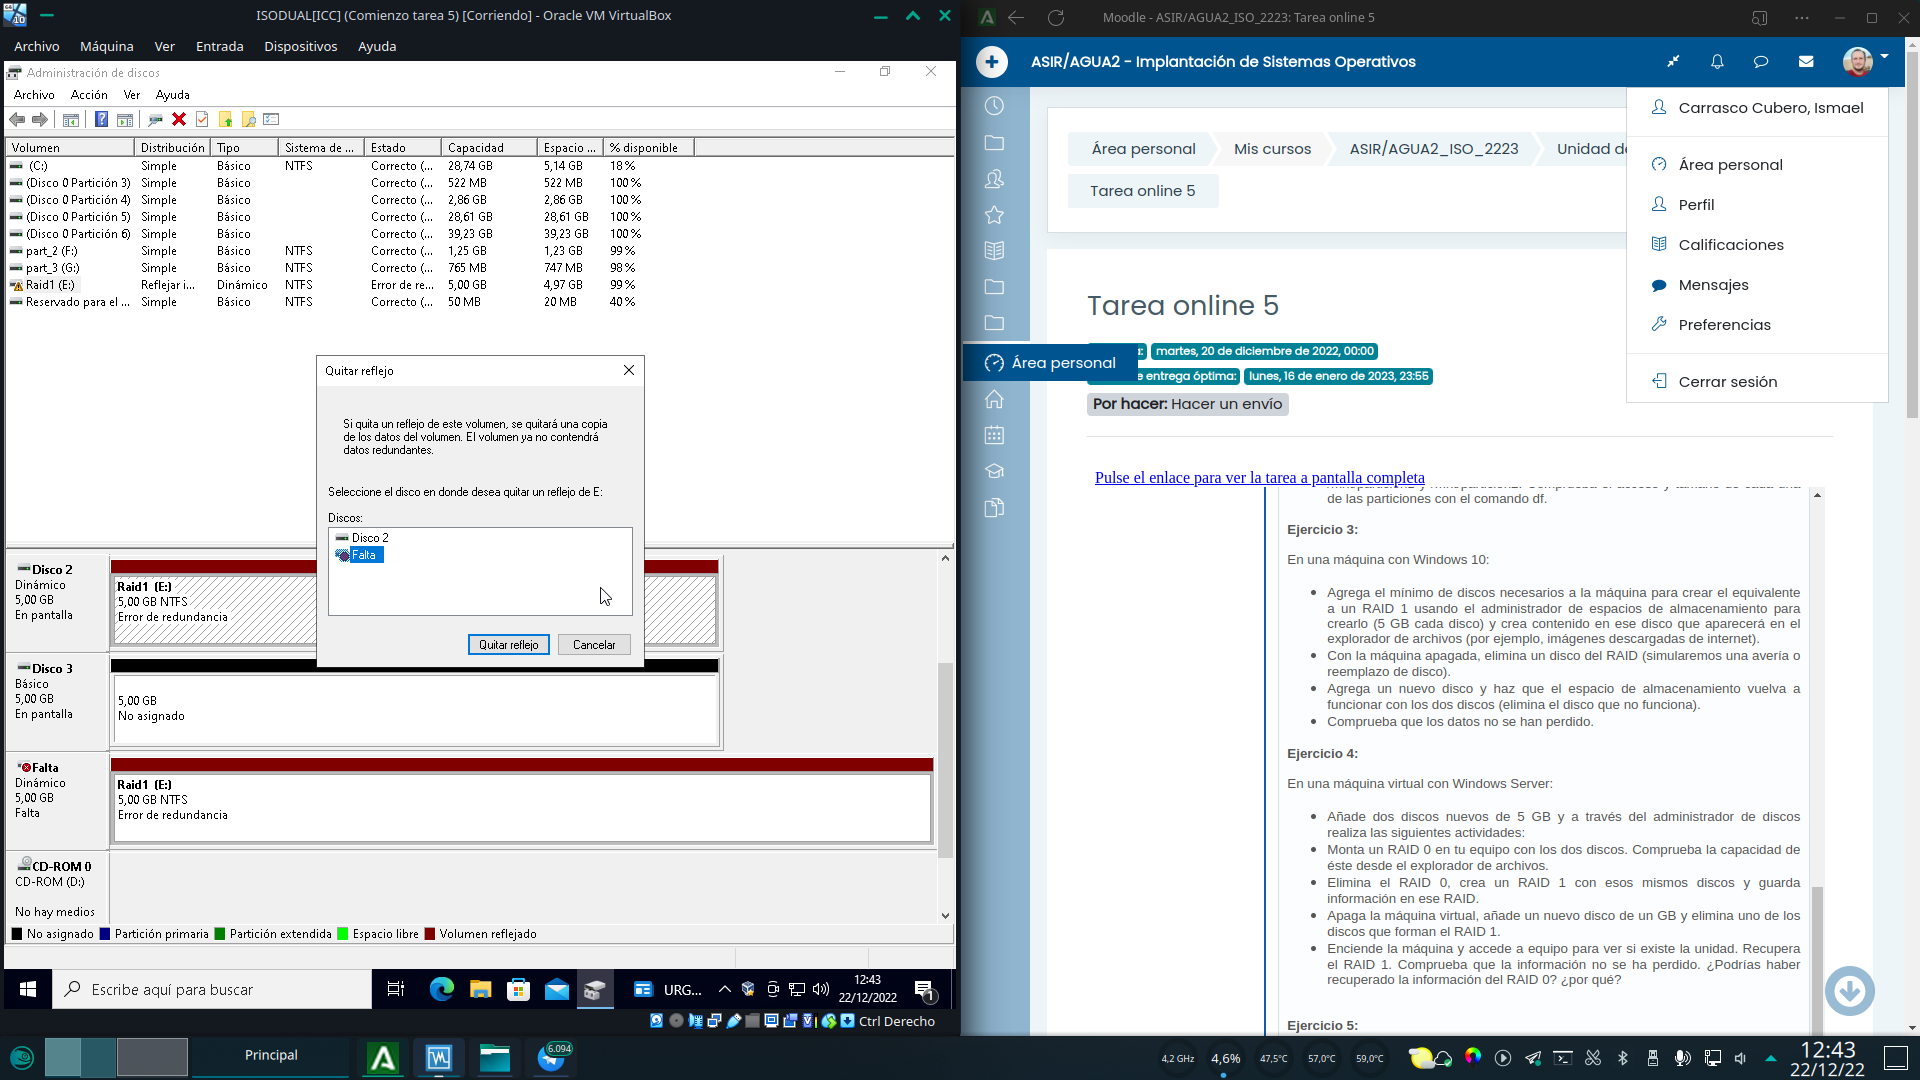 ISODUAL[ICC] (Comienzo tarea 5) [Corriendo] - Oracle VM VirtualBox
Archivo Máquina Ver Entrada Dispositivos Ayuda
Administración de discos
Archivo Acción Ver Ayuda
Volumen Distribución Tipo Sistema de ... Estado Capacidad Espacio ... % disponible
(C:) Simple Básico NTFS Correcto (... 28,74 GB 5,14 GB 18 %
(Disco 0 Partición 3) Simple Básico Correcto (... 522 MB 522 MB 100 %
(Disco 0 Partición 4) Simple Básico Correcto (... 2,86 GB 2,86 GB 100 %
(Disco 0 Partición 5) Simple Básico Correcto (... 28,61 GB 28,61 GB 100 %
(Disco 0 Partición 6) Simple Básico Correcto (... 39,23 GB 39,23 GB 100 %
part_2 (F:) Simple Básico NTFS Correcto (... 1,25 GB 1,23 GB 99 %
part_3 (G:) Simple Básico NTFS Correcto (... 765 MB 747 MB 98 %
Raid1 (E:) Reflejar i... Dinámico NTFS Error de re... 5,00 GB 4,97 GB 99 %
Reservado para el ... Simple Básico NTFS Correcto (... 50 MB 20 MB 40 %
Quitar reflejo
Si quita un reflejo de este volumen, se quitará una copia
de los datos del volumen. El volumen ya no contendrá
datos redundantes.
Seleccione el disco en donde desea quitar un reflejo de E:
Discos:
Disco 2
Falta
Quitar reflejo Cancelar
Disco 2
Dinámico
5,00 GB
En pantalla
Raid1 (E:)
5,00 GB NTFS
Error de redundancia
Disco 3
Básico
5,00 GB
En pantalla
5,00 GB
No asignado
Falta
Dinámico
5,00 GB
Falta
Raid1 (E:)
5,00 GB NTFS
Error de redundancia
CD-ROM 0
CD-ROM (D:)
No hay medios
No asignado Partición primaria Partición extendida Espacio libre Volumen reflejado
Escribe aquí para buscar
URG...
12:43
22/12/2022
1
Ctrl Derecho
Moodle - ASIR/AGUA2_ISO_2223: Tarea online 5
ASIR/AGUA2 - Implantación de Sistemas Operativos
Carrasco Cubero, Ismael
Área personal
Perfil
Calificaciones
Mensajes
Preferencias
Cerrar sesión
Área personal Mis cursos ASIR/AGUA2_ISO_2223
Tarea online 5
Tarea online 5
martes, 20 de diciembre de 2022, 00:00
Área personal
e entrega óptima: lunes, 16 de enero de 2023, 23:55
Por hacer: Hacer un envío
Pulse el enlace para ver la tarea a pantalla completa
de las particiones con el comando df.
Ejercicio 3:
En una máquina con Windows 10:
Agrega el mínimo de discos necesarios a la máquina para crear el equivalente
a un RAID 1 usando el administrador de espacios de almacenamiento para
crearlo (5 GB cada disco) y crea contenido en ese disco que aparecerá en el
explorador de archivos (por ejemplo, imágenes descargadas de internet).
Con la máquina apagada, elimina un disco del RAID (simularemos una avería o
reemplazo de disco).
Agrega un nuevo disco y haz que el espacio de almacenamiento vuelva a
funcionar con los dos discos (elimina el disco que no funciona).
Comprueba que los datos no se han perdido.
Ejercicio 4:
En una máquina virtual con Windows Server:
Añade dos discos nuevos de 5 GB y a través del administrador de discos
realiza las siguientes actividades:
Monta un RAID 0 en tu equipo con los dos discos. Comprueba la capacidad de
éste desde el explorador de archivos.
Elimina el RAID 0, crea un RAID 1 con esos mismos discos y guarda
información en ese RAID.
Apaga la máquina virtual, añade un nuevo disco de un GB y elimina uno de los
discos que forman el RAID 1.
Enciende la máquina y accede a equipo para ver si existe la unidad. Recupera
el RAID 1. Comprueba que la información no se ha perdido. ¿Podrías haber
recuperado la información del RAID 0? ¿por qué?
Ejercicio 5:
Principal
6.094
4,2 GHz 4,6% 47,5°C 57,0°C 59,0°C
12:43
22/12/22